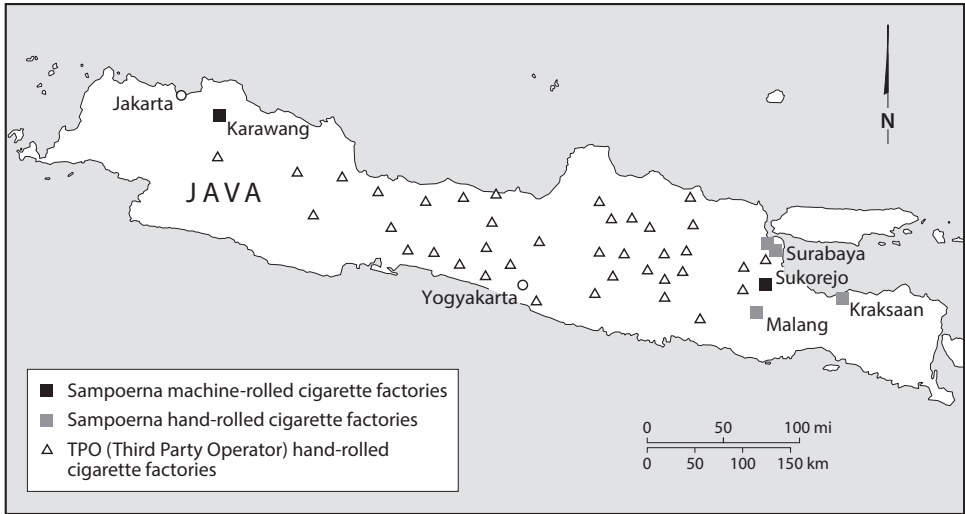 Jakarta
Karawang
JAVA
N
Surabaya
Sukorejo
Yogyakarta
Kraksaan
Malang
Sampoerna machine-rolled cigarette factories
Sampoerna hand-rolled cigarette factories
TPO (Third Party Operator) hand-rolled
cigarette factories
0 50 100 mi
0 50 100 150 km